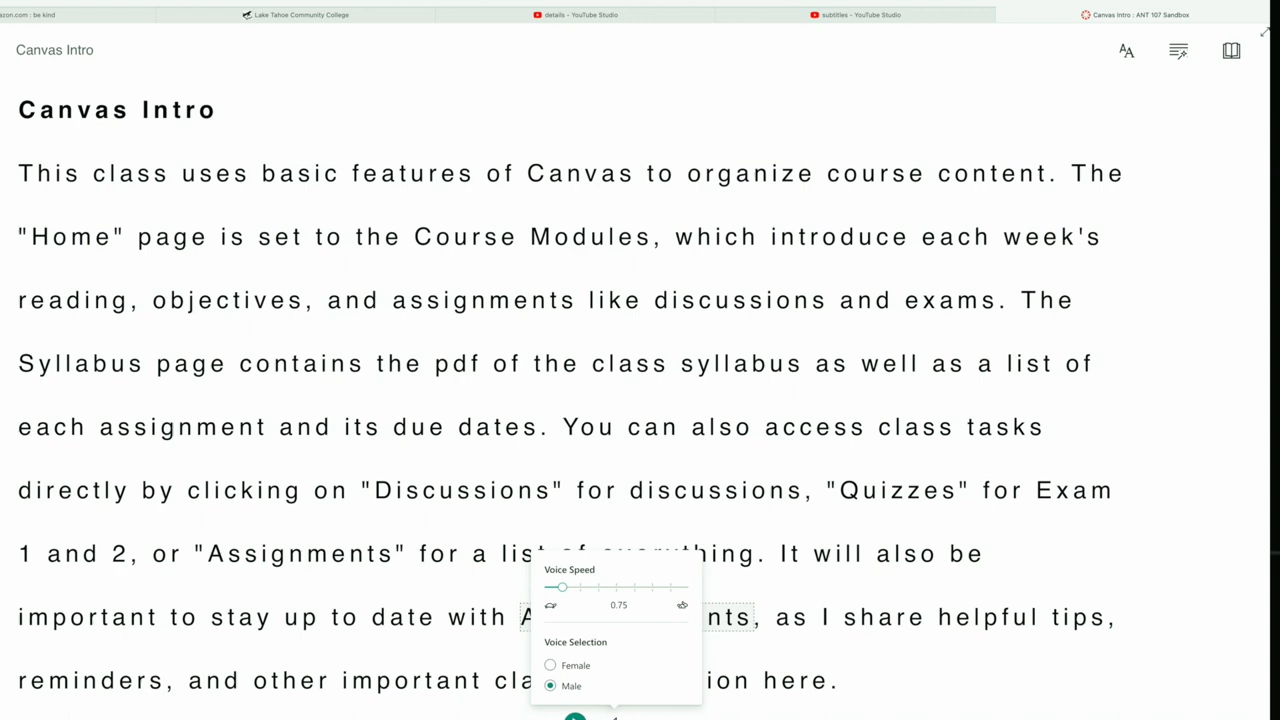 azon.com : be kind
Lake Tahoe Community College
details - YouTube Studio
subtitles - YouTube Studio
Canvas Intro : ANT 107 Sandbox
Canvas Intro
Canvas Intro
This class uses basic features of Canvas to organize course content. The
"Home" page is set to the Course Modules, which introduce each week's
reading, objectives, and assignments like discussions and exams. The
Syllabus page contains the pdf of the class syllabus as well as a list of
each assignment and its due dates. You can also access class tasks
directly by clicking on "Discussions" for discussions, "Quizzes" for Exam
1 and 2, or "Assignments" for a list of everything. It will also be
important to stay up to date with A nts, as I share helpful tips,
reminders, and other important cla ion here.
Voice Speed
0.75
Voice Selection
Female
Male